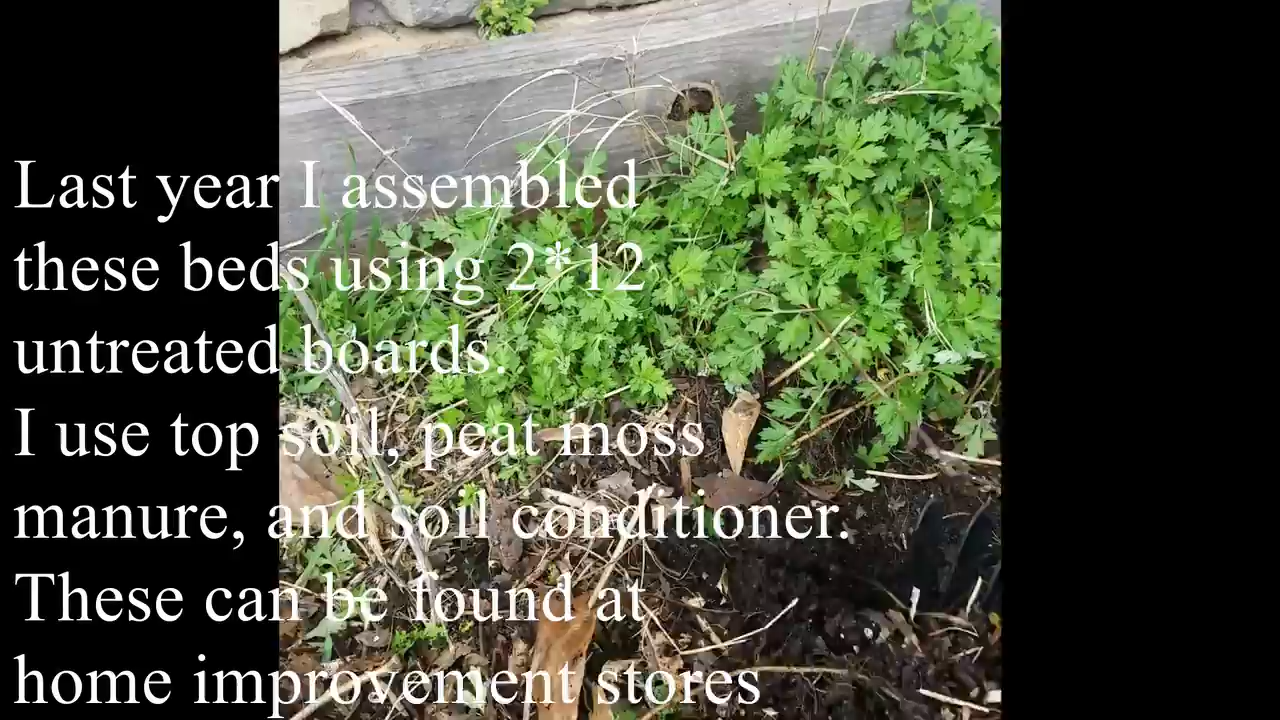 Last year I assembled
these beds using 2*12
untreated boards.
I use top soil, peat moss
manure, and soil conditioner.
These can be found at
home improvement stores